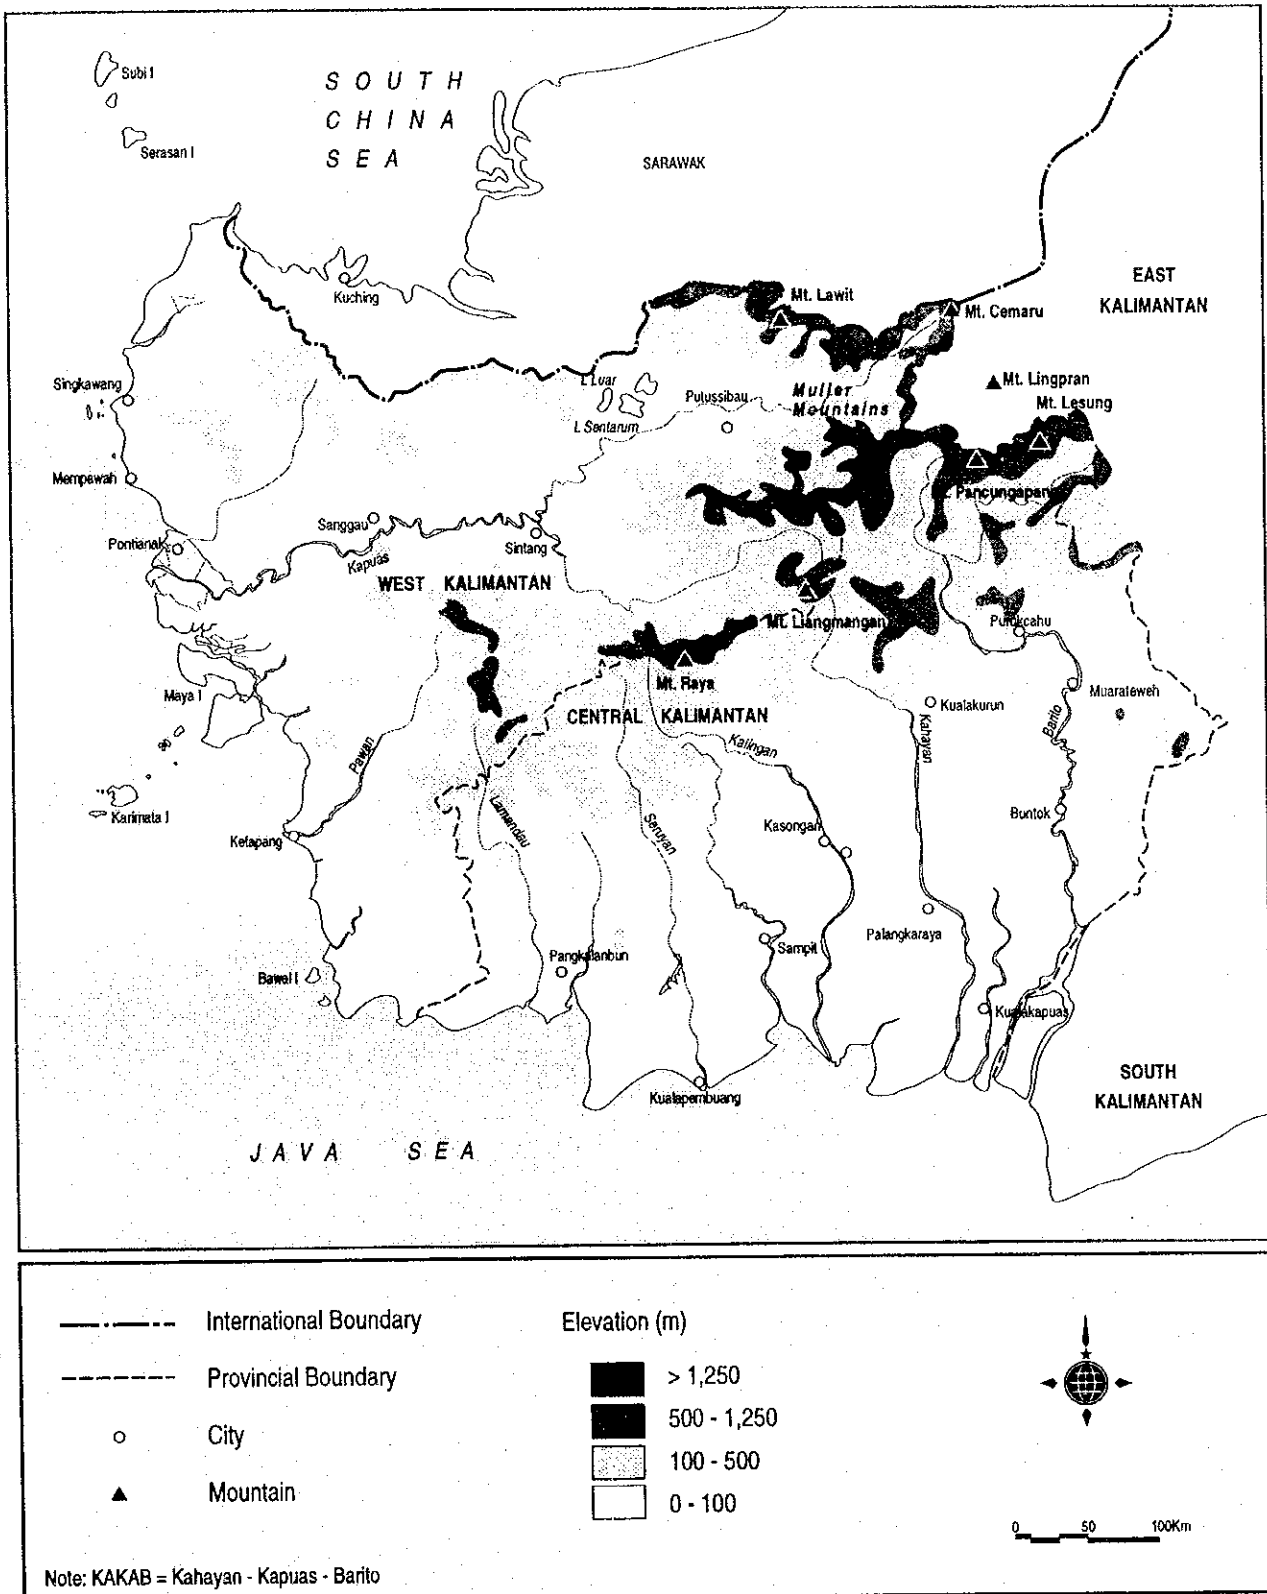 Subi I
SOUTH
CHINA
SEA
Serasan I
SARAWAK
EAST
KALIMANTAN
Kuching
Mt. Lawit
Mt. Cemaru
Singkawang
L Luar
Putussibau
Muller
Mountains
Mt. Lingpran
Mt. Lesung
L Sentarum
Mempawah
Pancungapan
Sanggau
Kapuas
Sintang
Pontianak
WEST KALIMANTAN
Mt. Liangmangan
Purukcahu
Maya I
Mt. Raya
Muarateweh
Kualakurun
CENTRAL KALIMANTAN
Pawan
Kalingan
Kahayan
Barito
Karimata I
Ketapang
Lamandau
Seruyan
Kasongan
Buntok
Palangkaraya
Sampit
Pangkalanbun
Bawal I
Kualakapuas
Kualapembuang
SOUTH
KALIMANTAN
JAVA SEA
International Boundary
Provincial Boundary
City
Mountain
Elevation (m)
> 1,250
500 - 1,250
100 - 500
0 - 100
0 50 100Km
Note: KAKAB = Kahayan - Kapuas - Barito